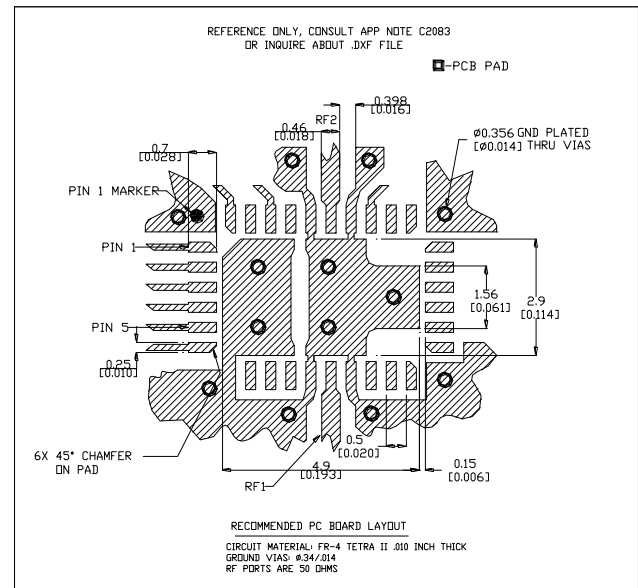 REFERENCE ONLY, CONSULT APP NOTE C2083
OR INQUIRE ABOUT .DXF FILE
-PCB PAD
0.398
[0.016]
RF2
0.46
[0.018]
0.7
[0.028]
Ø0.356 GND PLATED
[Ø0.014] THRU VIAS
PIN 1 MARKER
PIN 1
1.56
[0.061]
2.9
[0.114]
PIN 5
0.25
[0.010]
6X 45° CHAMFER
ON PAD
0.5
[0.020]
4.9
[0.193]
0.15
[0.006]
RF1
RECOMMENDED PC BOARD LAYOUT
CIRCUIT MATERIAL: FR-4 TETRA II .010 INCH THICK
GROUND VIAS: Ø.34/.014
RF PORTS ARE 50 OHMS